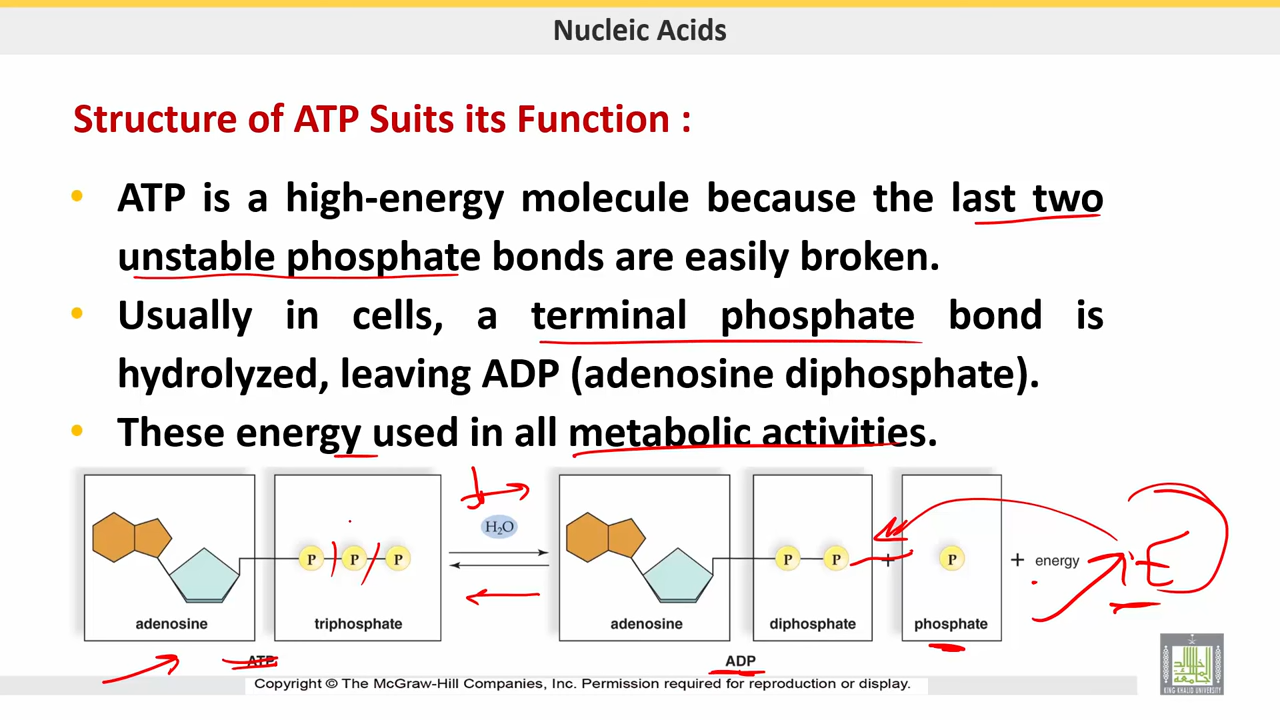 Nucleic Acids
Structure of ATP Suits its Function :
• ATP is a high-energy molecule because the last two
unstable phosphate bonds are easily broken.
• Usually in cells, a terminal phosphate bond is
hydrolyzed, leaving ADP (adenosine diphosphate).
• These energy used in all metabolic activities.
H₂O
P P P P P P
+ + energy E
adenosine triphosphate adenosine diphosphate phosphate
ATP ADP
Copyright © The McGraw-Hill Companies, Inc. Permission required for reproduction or display.
KING KHALID UNIVERSITY